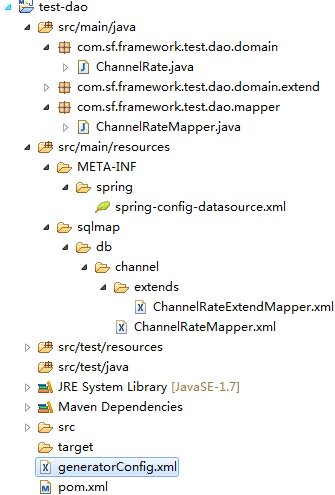 test-dao
src/main/java
com.sf.framework.test.dao.domain
ChannelRate.java
com.sf.framework.test.dao.domain.extend
com.sf.framework.test.dao.mapper
ChannelRateMapper.java
src/main/resources
META-INF
spring
spring-config-datasource.xml
sqlmap
db
channel
extends
ChannelRateExtendMapper.xml
ChannelRateMapper.xml
src/test/resources
src/test/java
JRE System Library [JavaSE-1.7]
Maven Dependencies
src
target
generatorConfig.xml
pom.xml